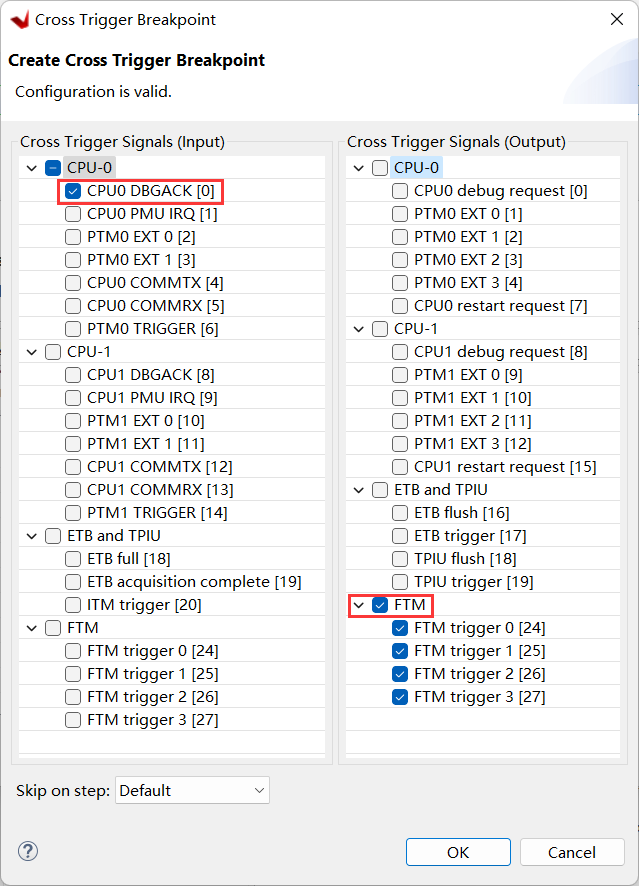 Cross Trigger Breakpoint
Create Cross Trigger Breakpoint
Configuration is valid.
Cross Trigger Signals (Input)
CPU-0
CPU0 DBGACK [0]
CPU0 PMU IRQ [1]
PTM0 EXT 0 [2]
PTM0 EXT 1 [3]
CPU0 COMMTX [4]
CPU0 COMMRX [5]
PTM0 TRIGGER [6]
CPU-1
CPU1 DBGACK [8]
CPU1 PMU IRQ [9]
PTM1 EXT 0 [10]
PTM1 EXT 1 [11]
CPU1 COMMTX [12]
CPU1 COMMRX [13]
PTM1 TRIGGER [14]
ETB and TPIU
ETB full [18]
ETB acquisition complete [19]
ITM trigger [20]
FTM
FTM trigger 0 [24]
FTM trigger 1 [25]
FTM trigger 2 [26]
FTM trigger 3 [27]
Cross Trigger Signals (Output)
CPU-0
CPU0 debug request [0]
PTM0 EXT 0 [1]
PTM0 EXT 1 [2]
PTM0 EXT 2 [3]
PTM0 EXT 3 [4]
CPU0 restart request [7]
CPU-1
CPU1 debug request [8]
PTM1 EXT 0 [9]
PTM1 EXT 1 [10]
PTM1 EXT 2 [11]
PTM1 EXT 3 [12]
CPU1 restart request [15]
ETB and TPIU
ETB flush [16]
ETB trigger [17]
TPIU flush [18]
TPIU trigger [19]
FTM
FTM trigger 0 [24]
FTM trigger 1 [25]
FTM trigger 2 [26]
FTM trigger 3 [27]
Skip on step: Default
? OK Cancel